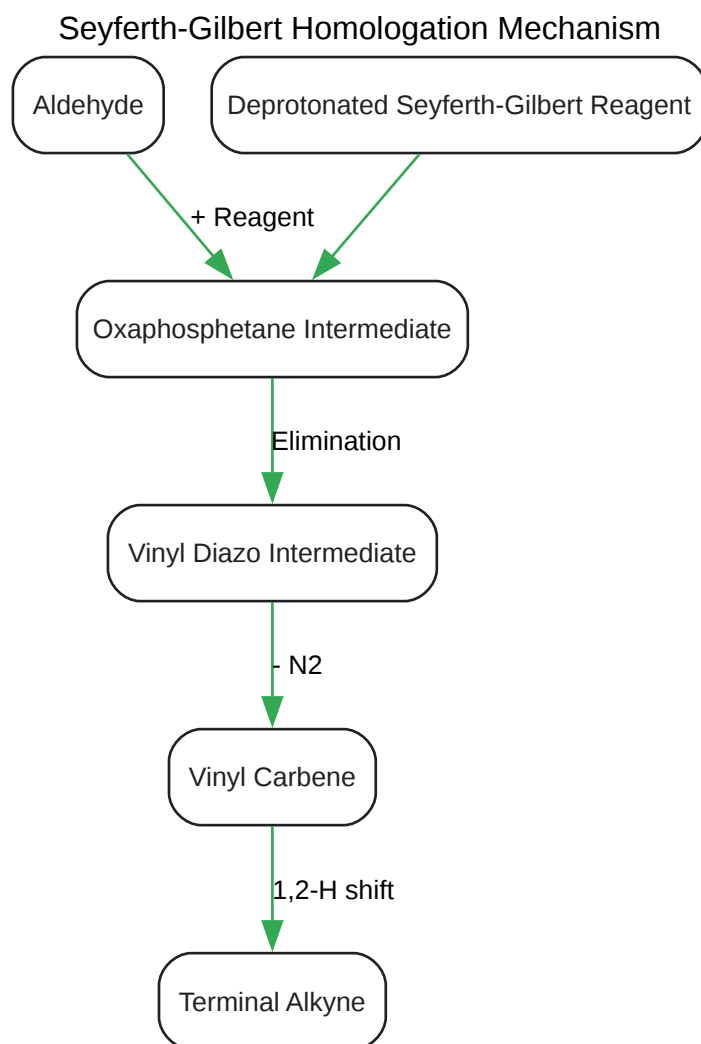 Seyferth-Gilbert Homologation Mechanism
Aldehyde
Deprotonated Seyferth-Gilbert Reagent
+ Reagent
Oxaphosphetane Intermediate
Elimination
Vinyl Diazo Intermediate
- N2
Vinyl Carbene
1,2-H shift
Terminal Alkyne